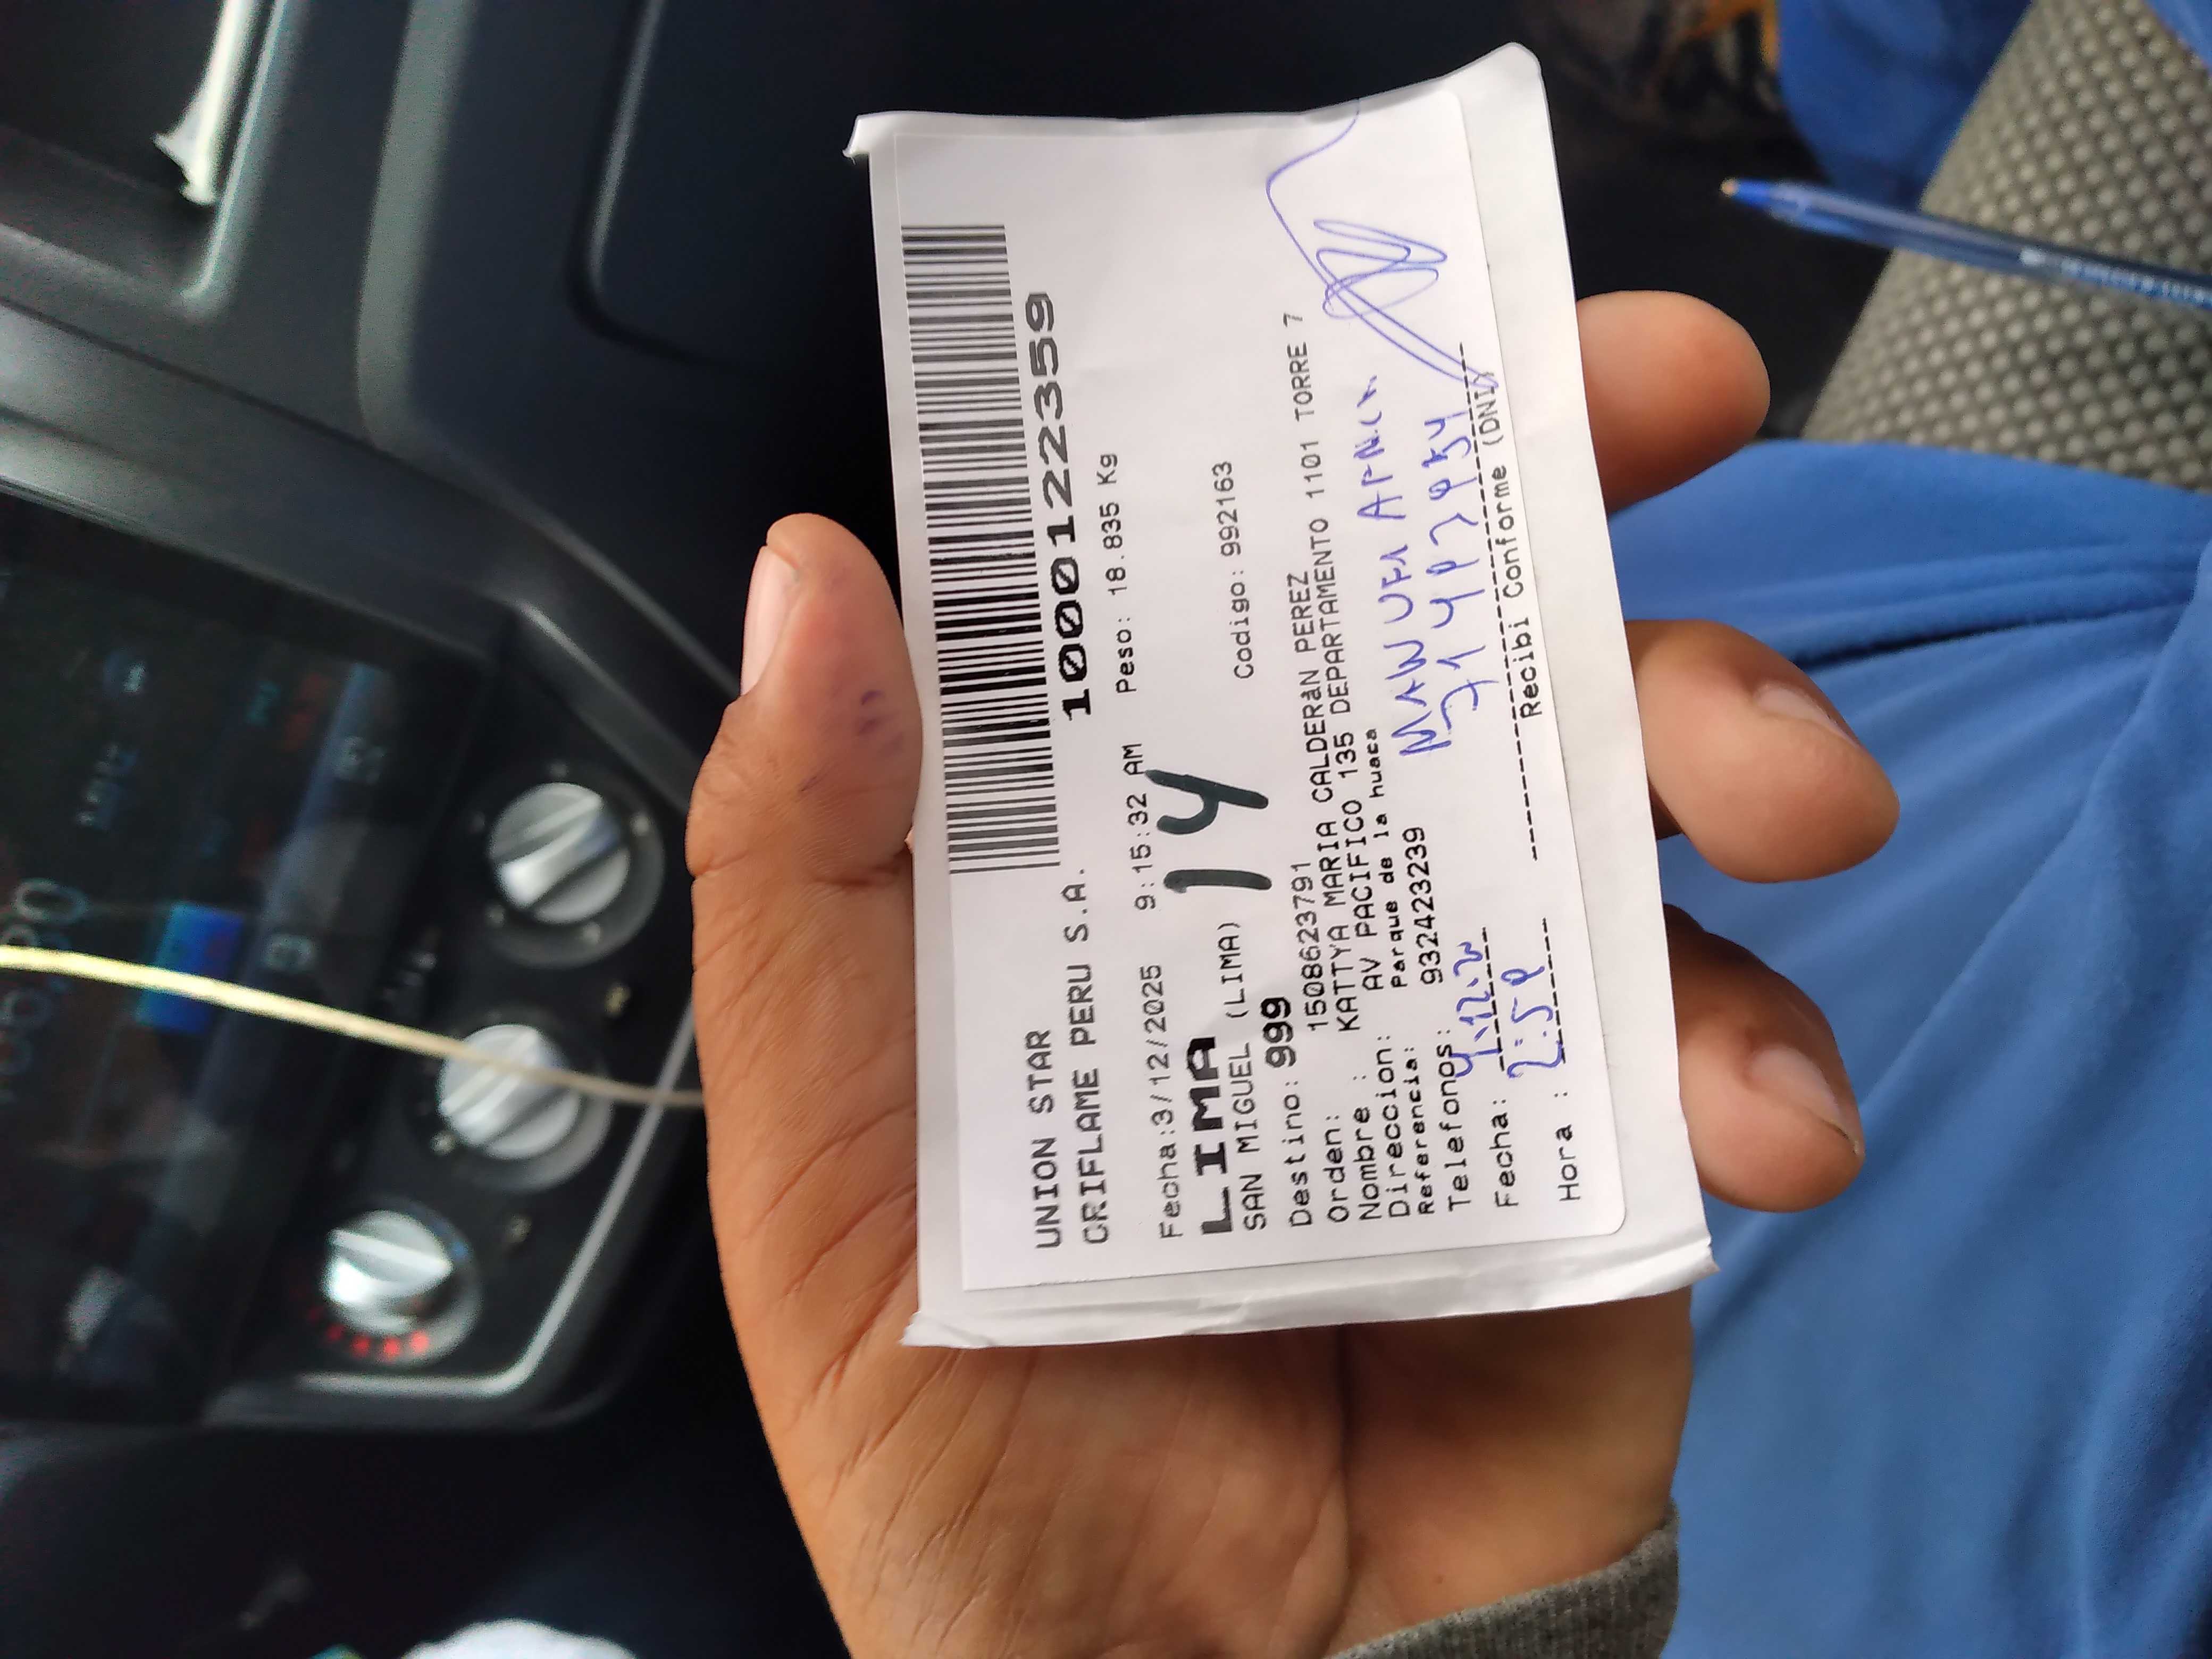 UNION STAR
CRIFLAME PERU S.A.
10001222359
Fecha:3/12/2025 9:15:32 AM Peso: 18.835 Kg
LIMA 14
SAN MIGUEL (LIMA) Codigo: 992163
Destino: 999
Orden: 1508623791
Nombre : KATTYA MARIA CALDERàN PEREZ
Direccion: AV PACIFICO 135 DEPARTAMENTO 1101 TORRE 7
Referencia: Parque de la huaca
Telefonos: 932423239
Fecha:
Hora :
Recibi Conforme (DNI)